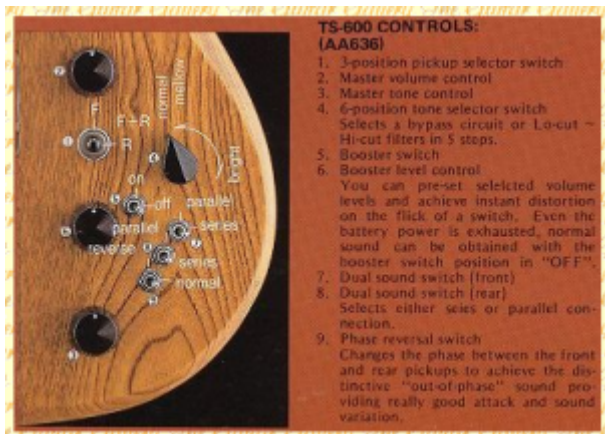 TS-600 CONTROLS:
(AA636)
1. 3-position pickup selector switch
2. Master volume control
3. Master tone control
4. 6-position tone selector switch
Selects a bypass circuit or Lo-cut ~
Hi-cut filters in 5 steps.
5. Booster switch
6. Booster level control
You can pre-set selelcted volume
levels and achieve instant distortion
on the flick of a switch. Even the
battery power is exhausted, normal
sound can be obtained with the
booster switch position in "OFF".
7. Dual sound switch (front)
8. Dual sound switch (rear)
Selects either seies or parallel con-
nection.
9. Phase reversal switch
Changes the phase between the front
and rear pickups to achieve the dis-
tinctive "out-of-phase" sound pro-
viding really good attack and sound
variation.
F
F+R
R
normal
mellow
bright
on
off
parallel
series
parallel
reverse
series
normal